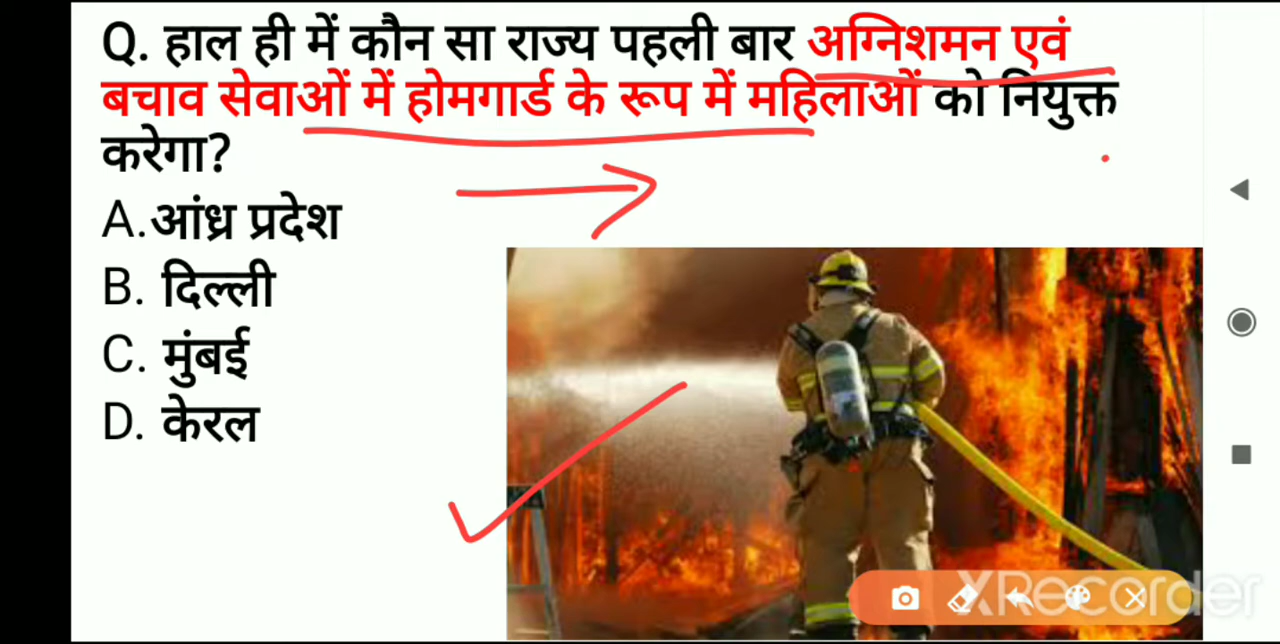 Q. हाल ही में कौन सा राज्य पहली बार अग्निशमन एवं
बचाव सेवाओं में होमगार्ड के रूप में महिलाओं को नियुक्त
करेगा?
A.आंध्र प्रदेश
B. दिल्ली
C. मुंबई
D. केरल
XRecorder